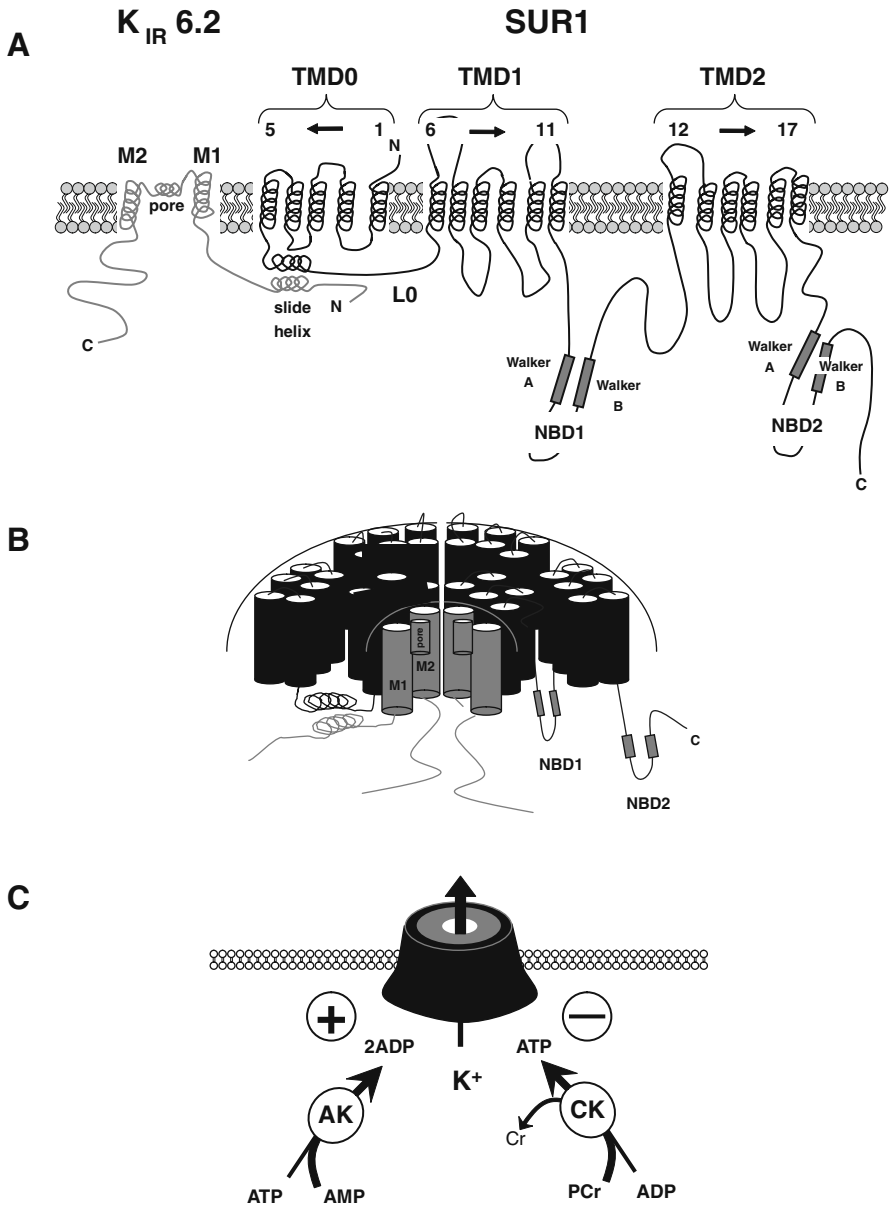 K IR 6.2 SUR1
A
TMD0 TMD1 TMD2
5 1 6 11 12 17
N
M2 M1
pore
L0
slide
helix
N
C
Walker
A
Walker
B
NBD1
Walker
A
Walker
B
NBD2
C
B
pore
M2
M1
NBD1
C
NBD2
C
+ −
2ADP ATP
K+
AK CK
Cr
ATP AMP PCr ADP